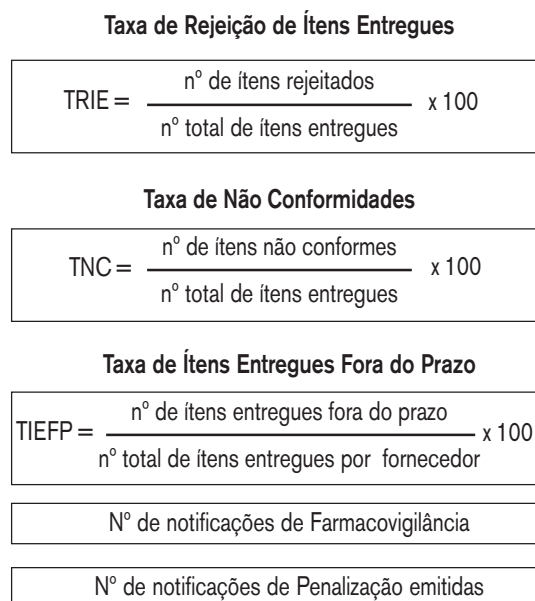 Taxa de Rejeição de Ítens Entregues
TRIE = nº de ítens rejeitados x 100
nº total de ítens entregues
Taxa de Não Conformidades
TNC = nº de ítens não conformes x 100
nº total de ítens entregues
Taxa de Ítens Entregues Fora do Prazo
TIEFP = nº de ítens entregues fora do prazo x 100
nº total de ítens entregues por fornecedor
Nº de notificações de Farmacovigilância
Nº de notificações de Penalização emitidas